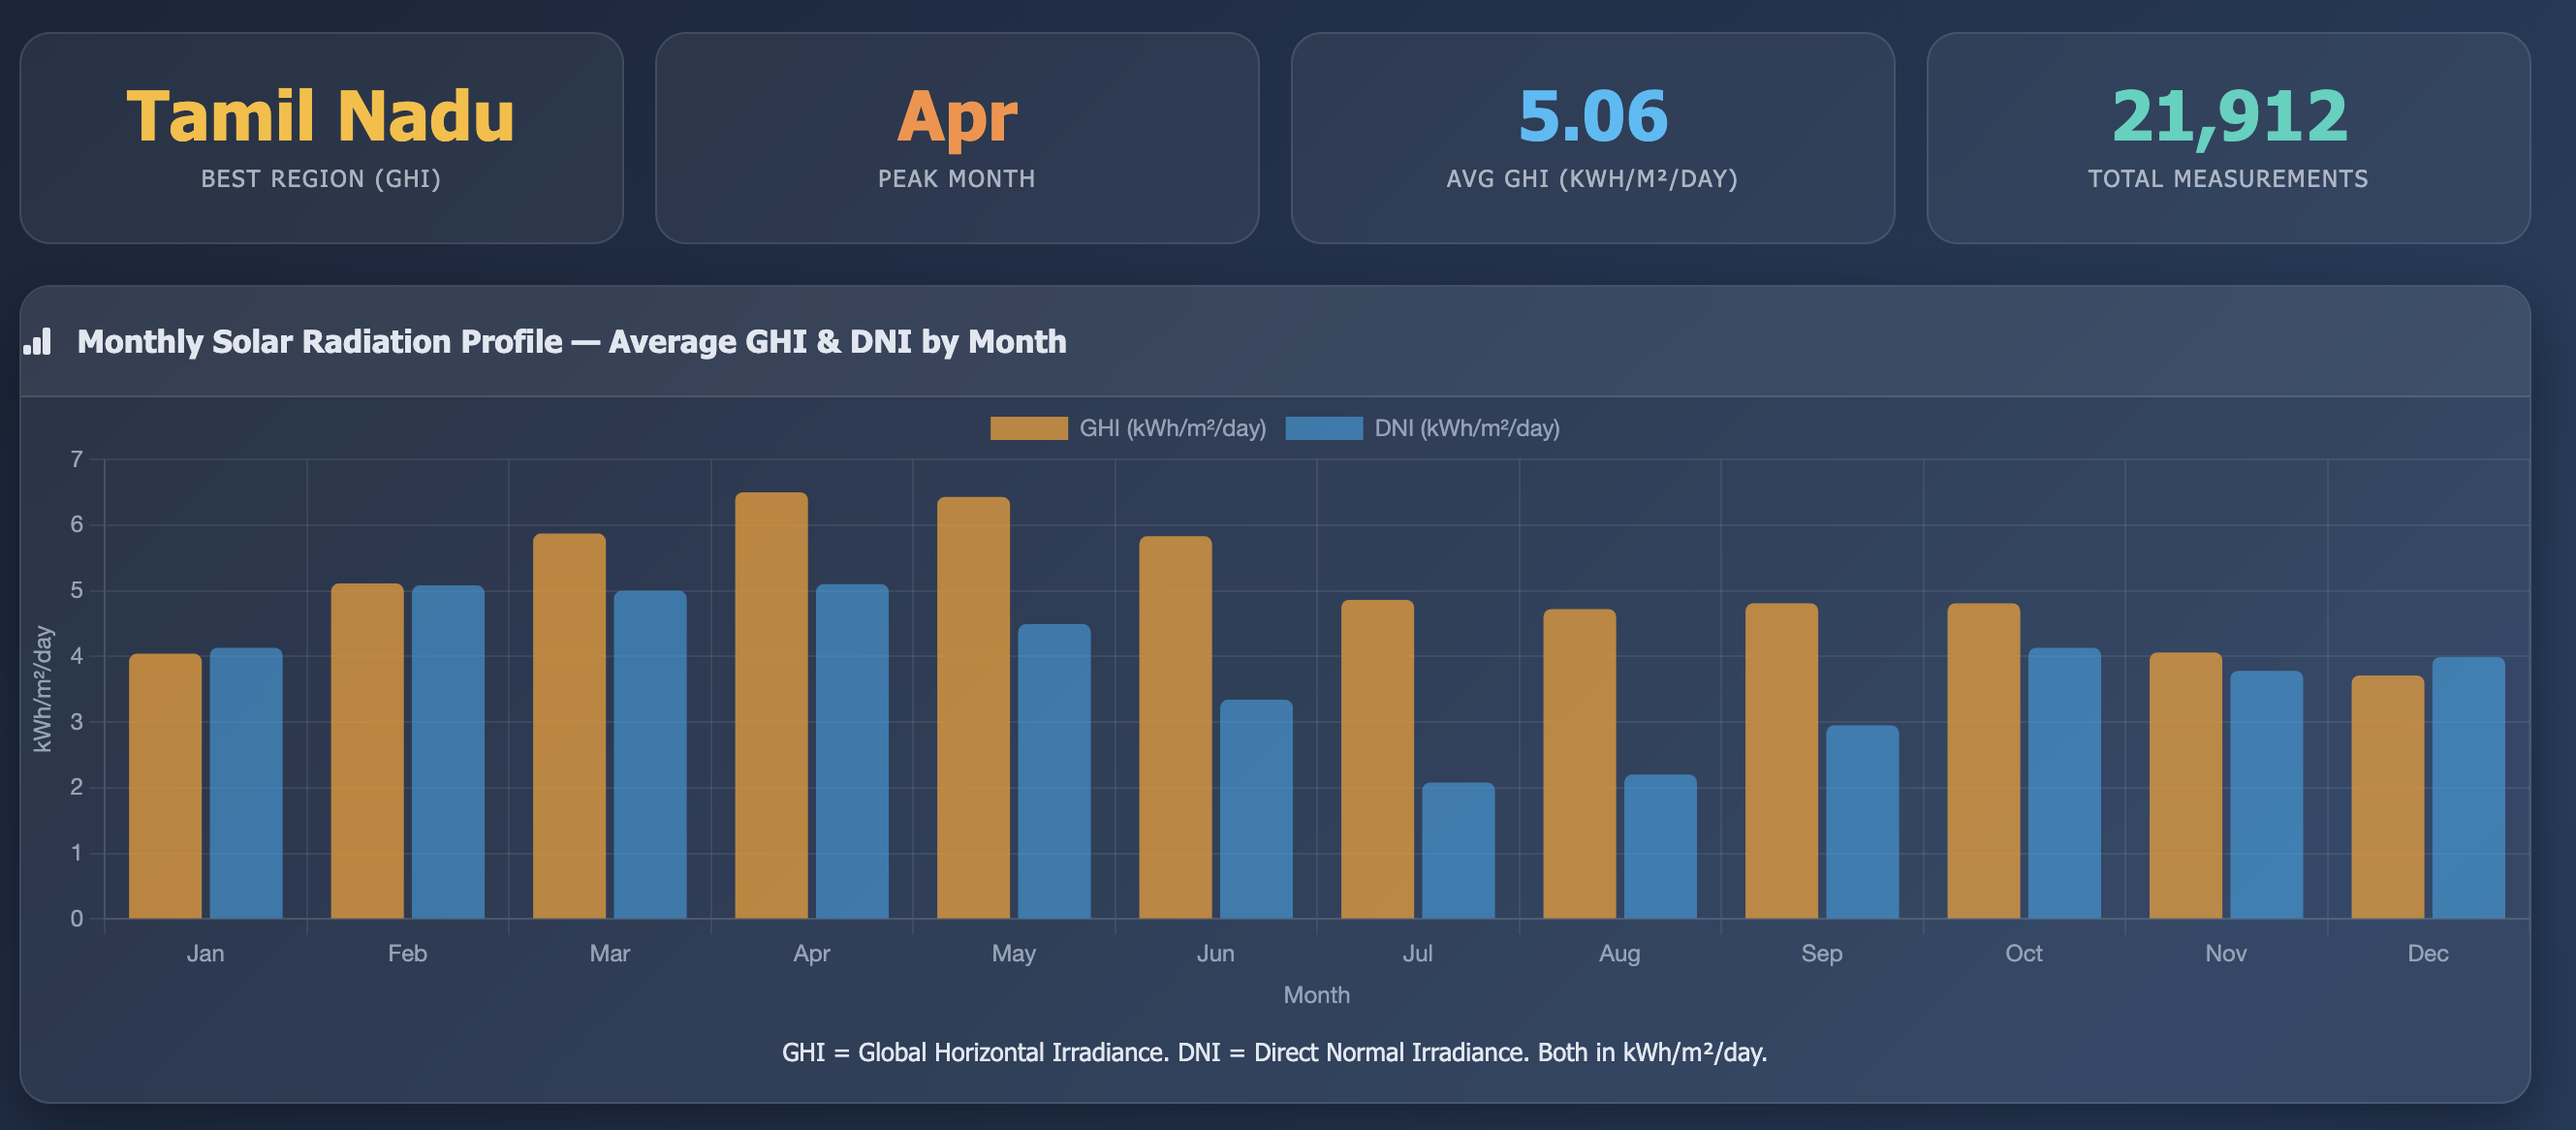 Tamil Nadu
BEST REGION (GHI)
Apr
PEAK MONTH
5.06
AVG GHI (KWH/M²/DAY)
21,912
TOTAL MEASUREMENTS
Monthly Solar Radiation Profile — Average GHI & DNI by Month
GHI (kWh/m²/day) DNI (kWh/m²/day)
7
6
5
4
3
2
1
0
kWh/m²/day
Jan Feb Mar Apr May Jun Jul Aug Sep Oct Nov Dec
Month
GHI = Global Horizontal Irradiance. DNI = Direct Normal Irradiance. Both in kWh/m²/day.